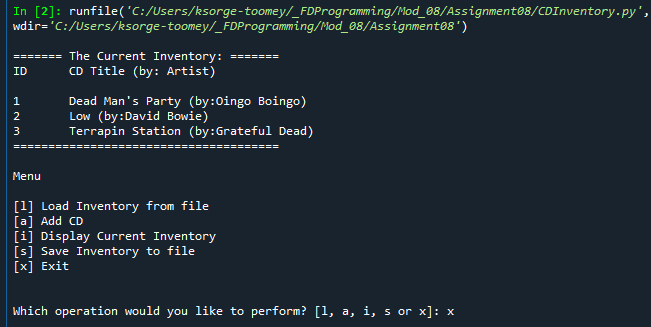 In [2]: runfile('C:/Users/ksorge-toomey/_FDProgramming/Mod_08/Assignment08/CDInventory.py',
wdir='C:/Users/ksorge-toomey/_FDProgramming/Mod_08/Assignment08')
======= The Current Inventory: =======
ID      CD Title (by: Artist)
1       Dead Man's Party (by:Oingo Boingo)
2       Low (by:David Bowie)
3       Terrapin Station (by:Grateful Dead)
======================================
Menu
[l] Load Inventory from file
[a] Add CD
[i] Display Current Inventory
[s] Save Inventory to file
[x] Exit
Which operation would you like to perform? [l, a, i, s or x]: x